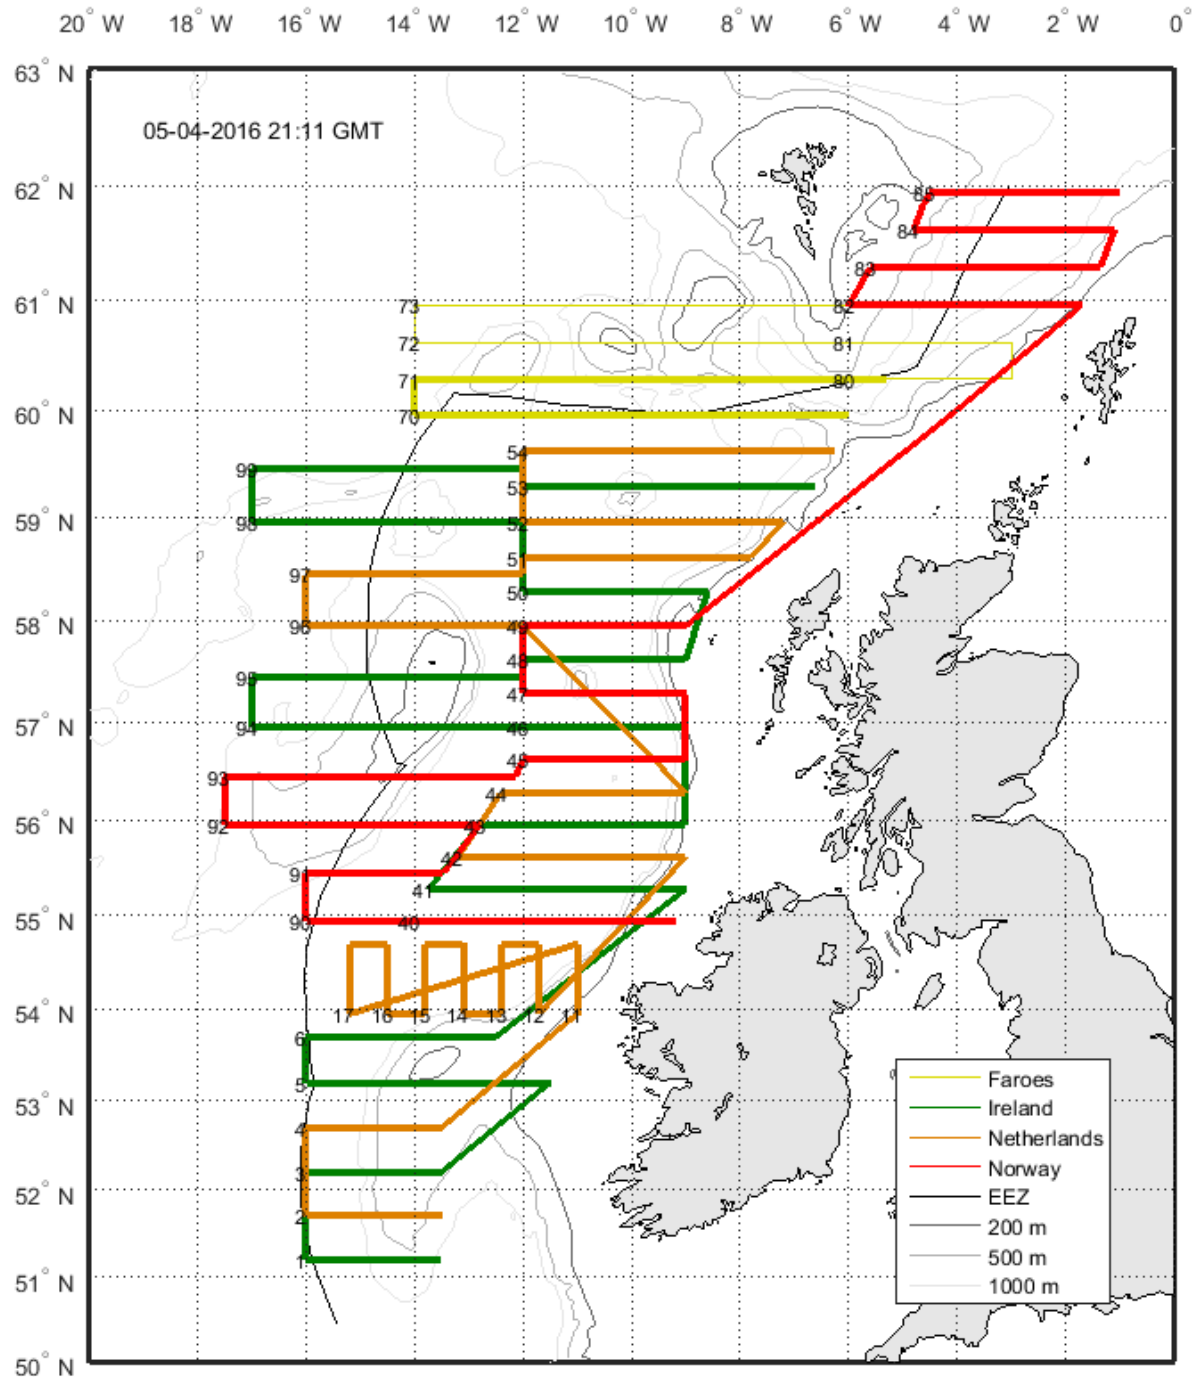 20° W 18° W 16° W 14° W 12° W 10° W 8° W 6° W 4° W 2° W 0°
63° N
05-04-2016 21:11 GMT
62° N
85
84
83
61° N
73
82
72
81
71
80
60° N
70
54
99
53
59° N
98
52
51
97
50
58° N
96
49
48
95
47
57° N
94
46
45
93
44
56° N
92
43
42
91
41
55° N
90
40
54° N
17 16 15 14 13 12 11
6
5
53° N
4
3
52° N
2
1
51° N
50° N
Faroes
Ireland
Netherlands
Norway
EEZ
200 m
500 m
1000 m